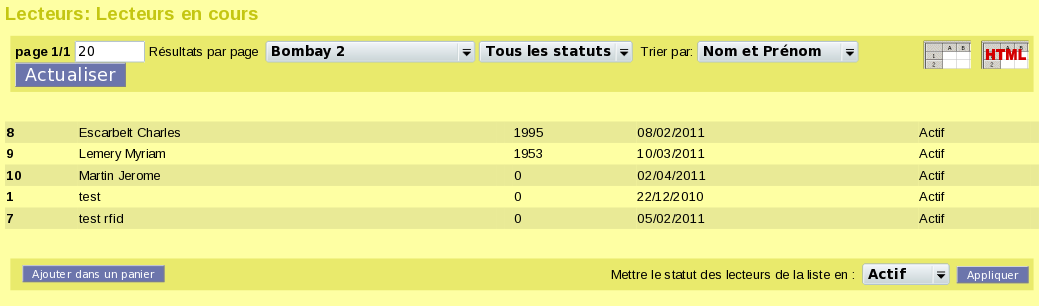 Lecteurs: Lecteurs en cours
page 1/1 20 Résultats par page Bombay 2 Tous les statuts Trier par: Nom et Prénom
A B 1 2 A B HTML 2
Actualiser
8 Escarbelt Charles 1995 08/02/2011 Actif
9 Lemery Myriam 1953 10/03/2011 Actif
10 Martin Jerome 0 02/04/2011 Actif
1 test 0 22/12/2010 Actif
7 test rfid 0 05/02/2011 Actif
Ajouter dans un panier Mettre le statut des lecteurs de la liste en : Actif Appliquer